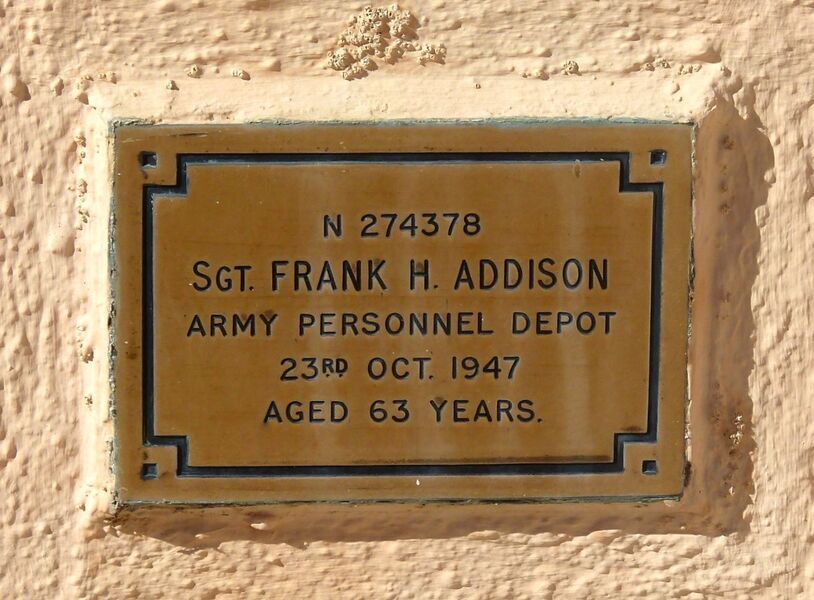 N 274378
SGT. FRANK H. ADDISON
ARMY PERSONNEL DEPOT
23RD OCT. 1947
AGED 63 YEARS.